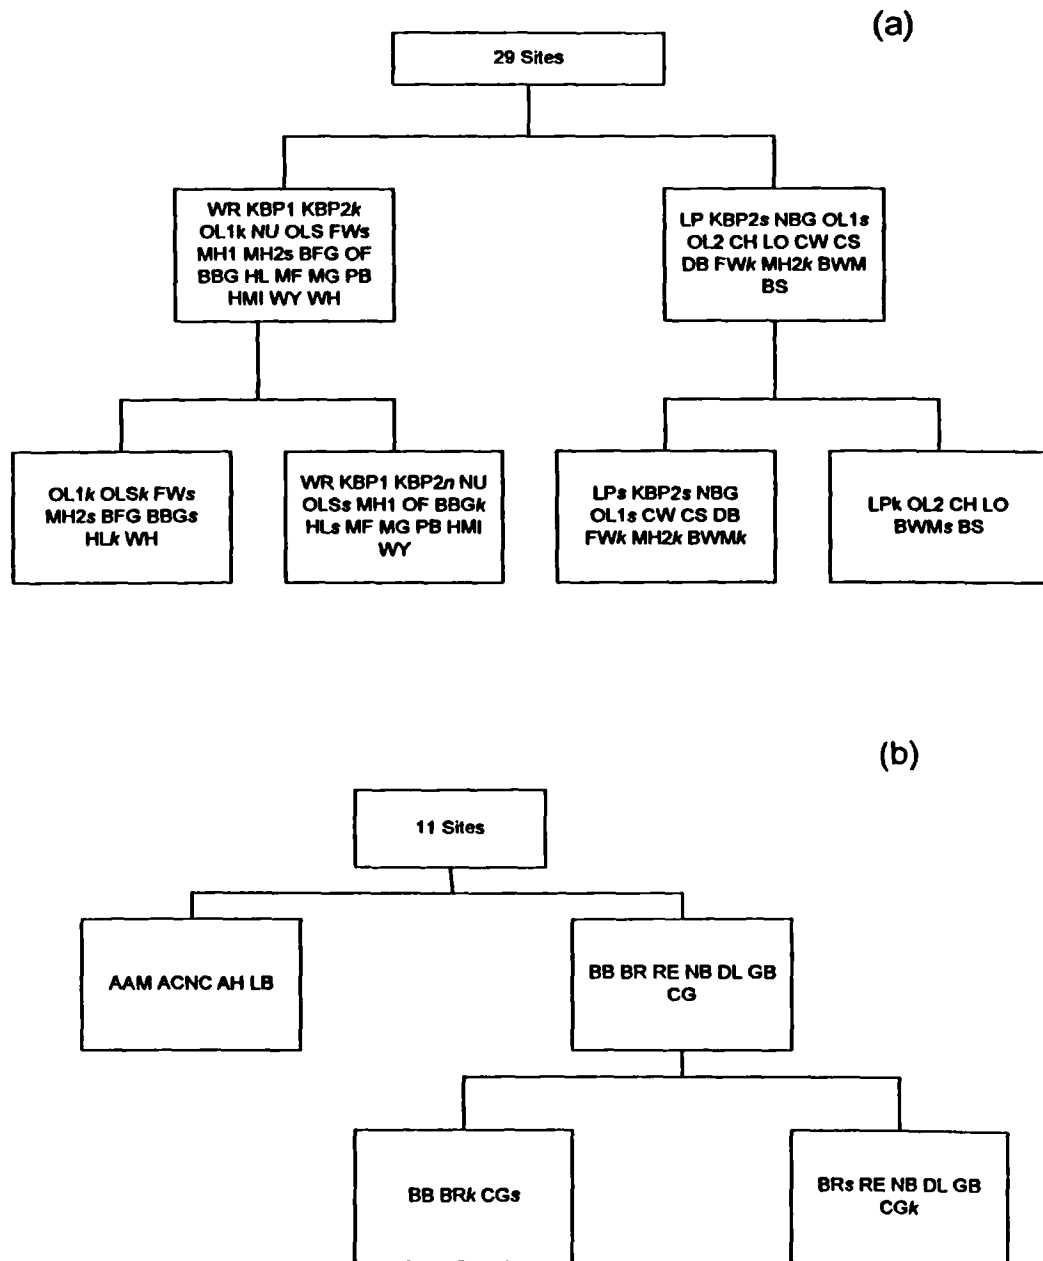 (a)
29 Sites
WR KBP1 KBP2k
OL1k NU OLS FWs
MH1 MH2s BFG OF
BBG HL MF MG PB
HMI WY WH
LP KBP2s NBG OL1s
OL2 CH LO CW CS
DB FWk MH2k BWM
BS
OL1k OLSk FWs
MH2s BFG BBGs
HLk WH
WR KBP1 KBP2n NU
OLSs MH1 OF BBGk
HLs MF MG PB HMI
WY
LPs KBP2s NBG
OL1s CW CS DB
FWk MH2k BWMk
LPk OL2 CH LO
BWMs BS
(b)
11 Sites
AAM ACNC AH LB
BB BR RE NB DL GB
CG
BB BRk CGs
BRs RE NB DL GB
CGk